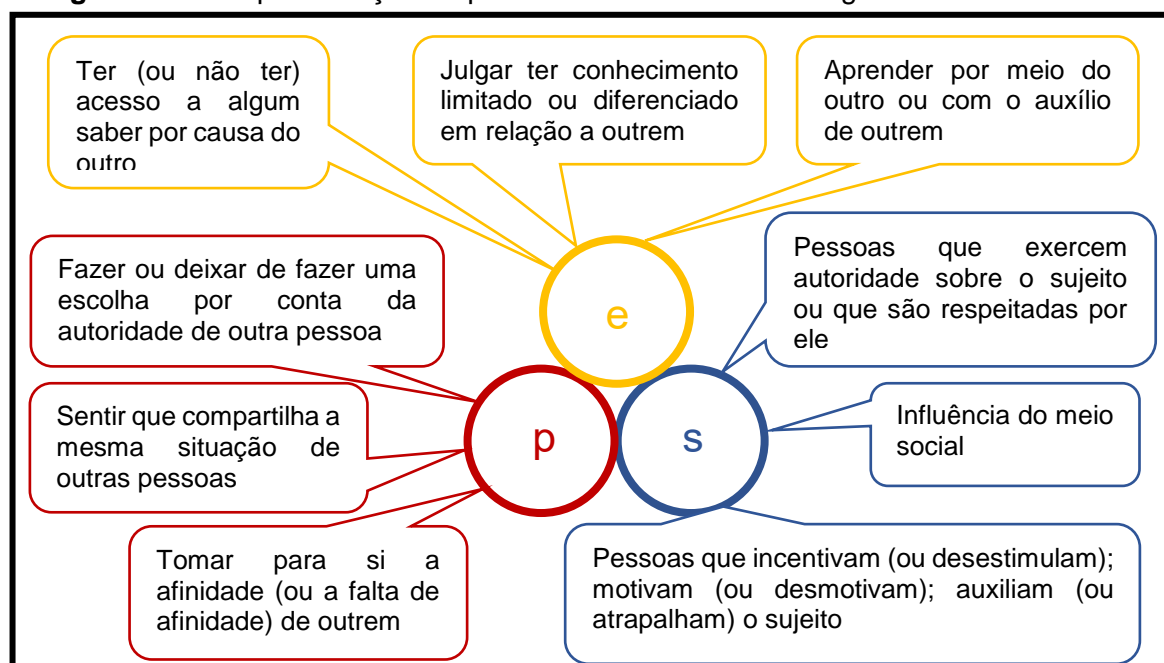 Ter (ou não ter)
acesso a algum
saber por causa do
outro
Julgar ter conhecimento
limitado ou diferenciado
em relação a outrem
Aprender por meio do
outro ou com o auxílio
de outrem
Fazer ou deixar de fazer uma
escolha por conta da
autoridade de outra pessoa
Pessoas que exercem
autoridade sobre o sujeito
ou que são respeitadas por
ele
e
Sentir que compartilha a
mesma situação de
outras pessoas
p
s
Influência do meio
social
Tomar para si a
afinidade (ou a falta de
afinidade) de outrem
Pessoas que incentivam (ou desestimulam);
motivam (ou desmotivam); auxiliam (ou
atrapalham) o sujeito